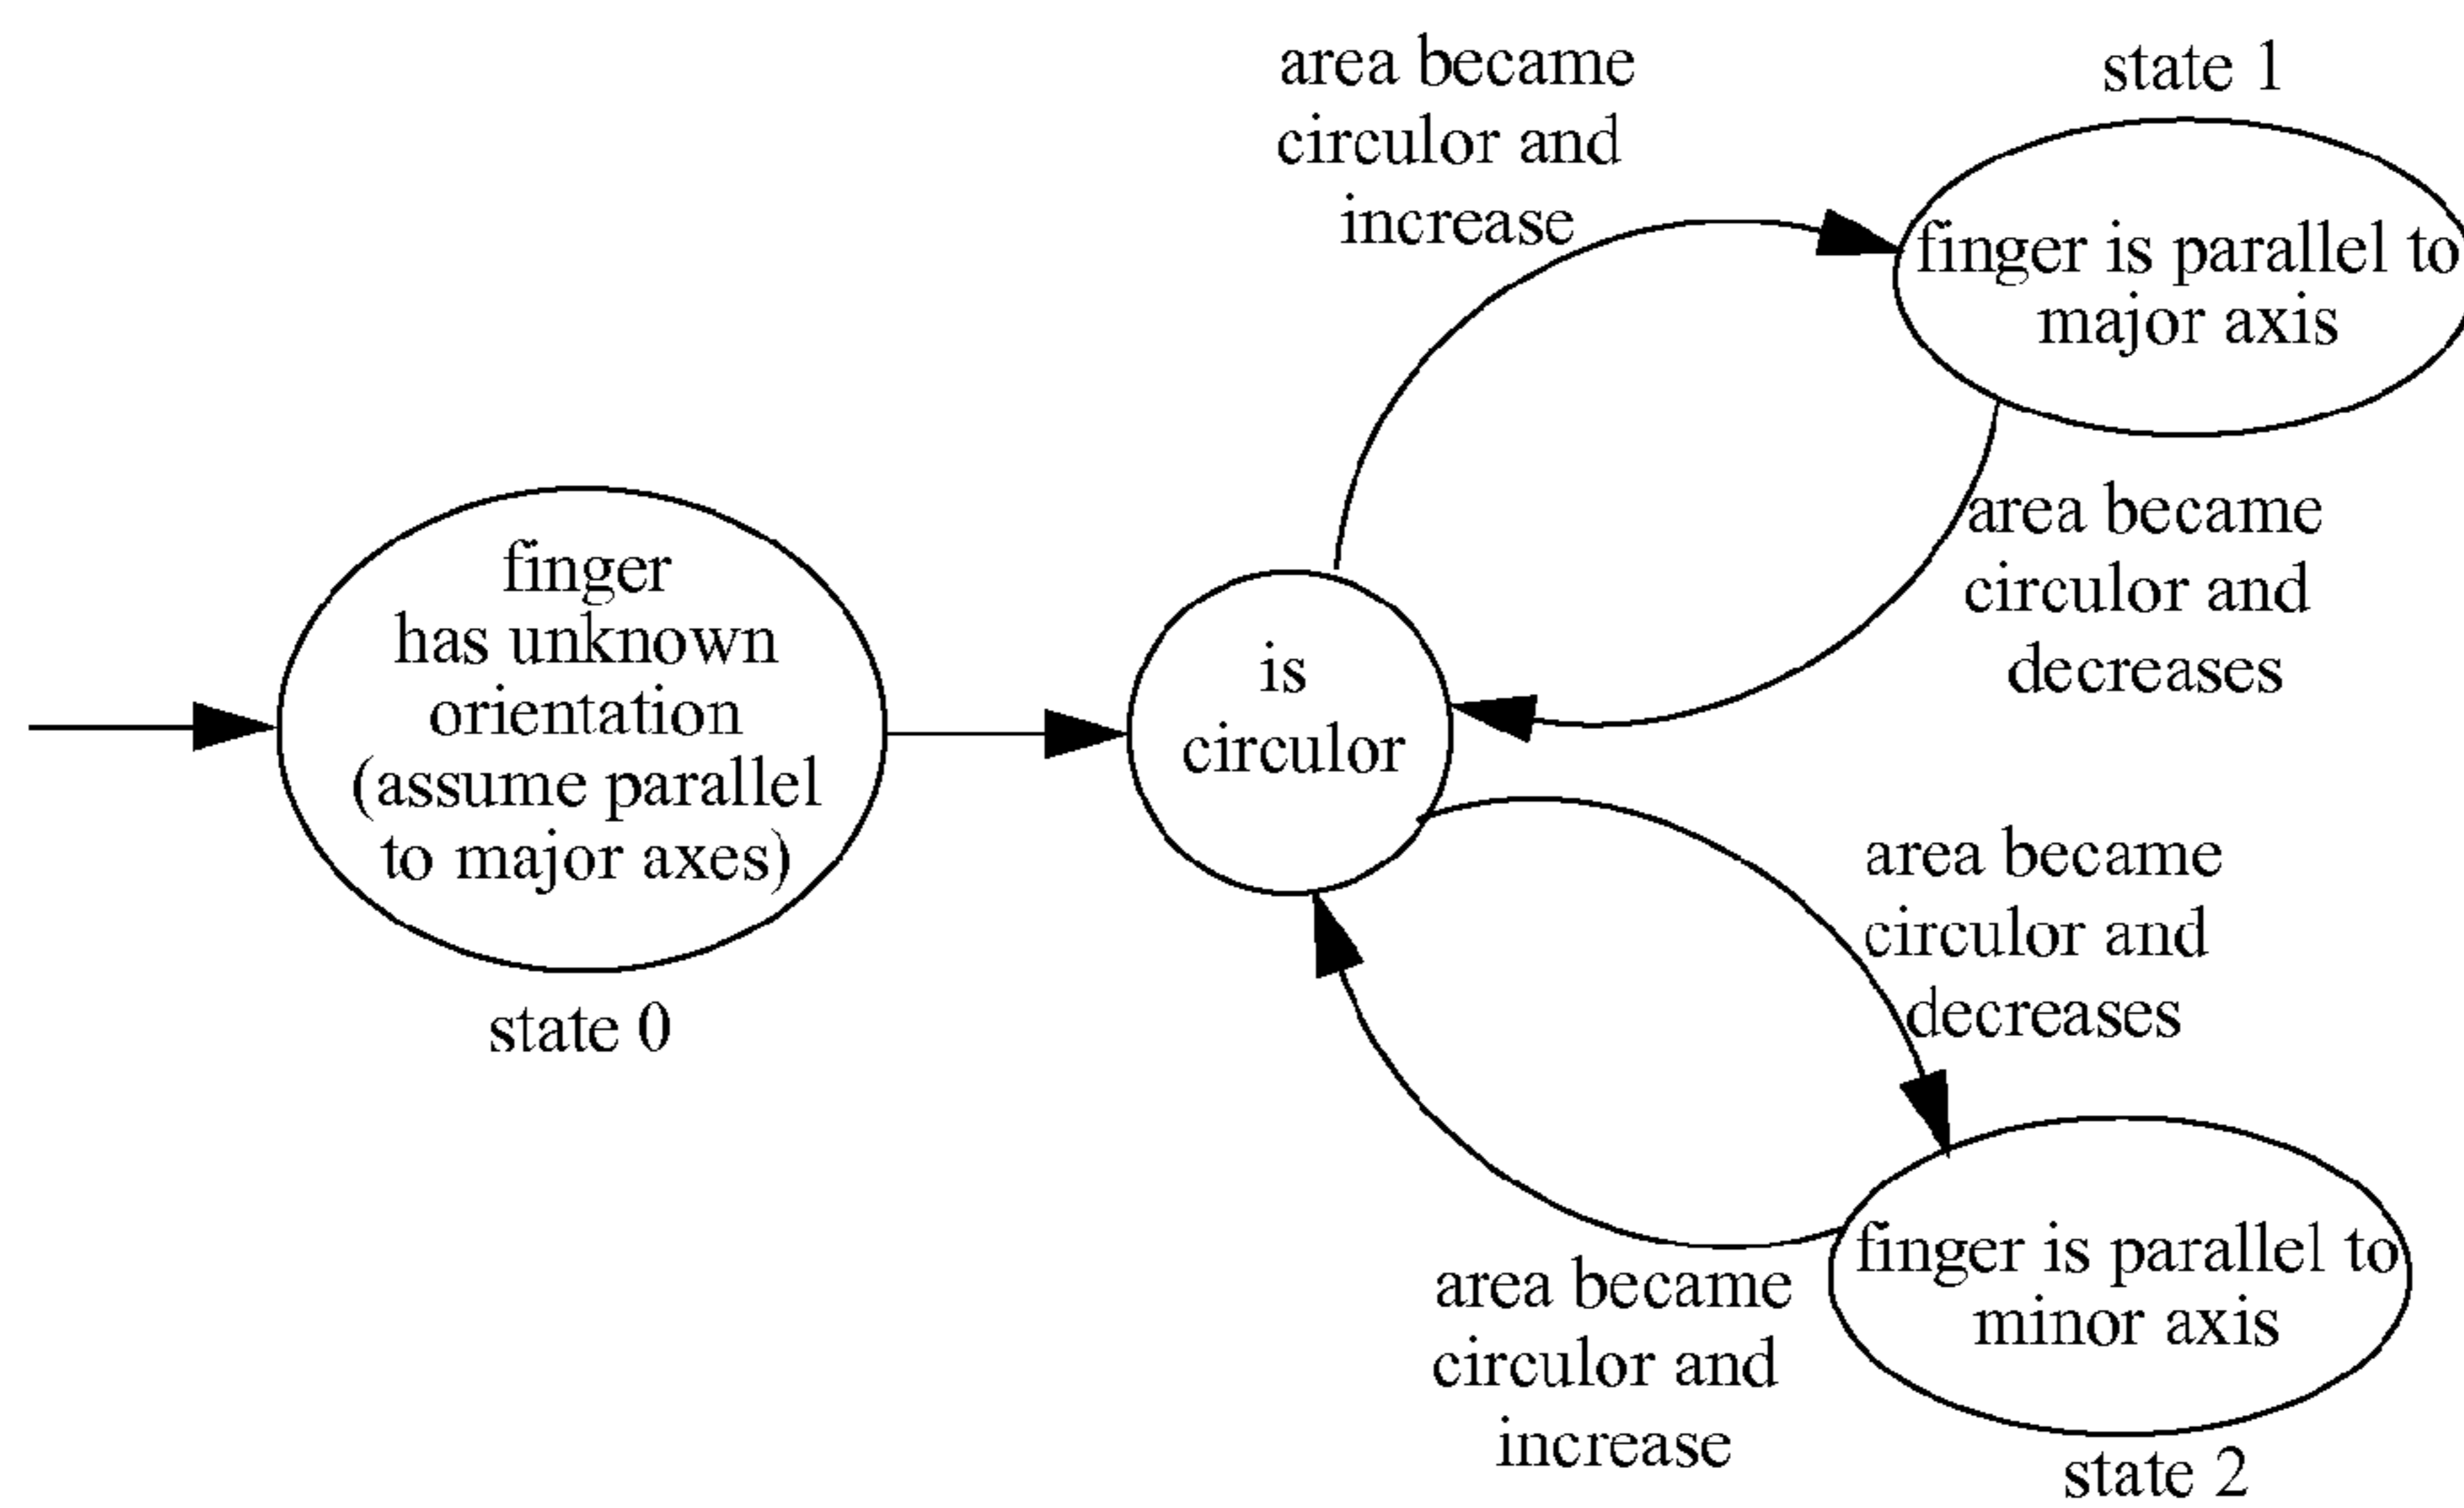 area became
circulor and
increase
state 1
finger is parallel to
major axis
area became
circulor and
decreases
finger
has unknown
orientation
(assume parallel
to major axes)
state 0
is
circulor
area became
circulor and
decreases
area became
circulor and
increase
finger is parallel to
minor axis
state 2